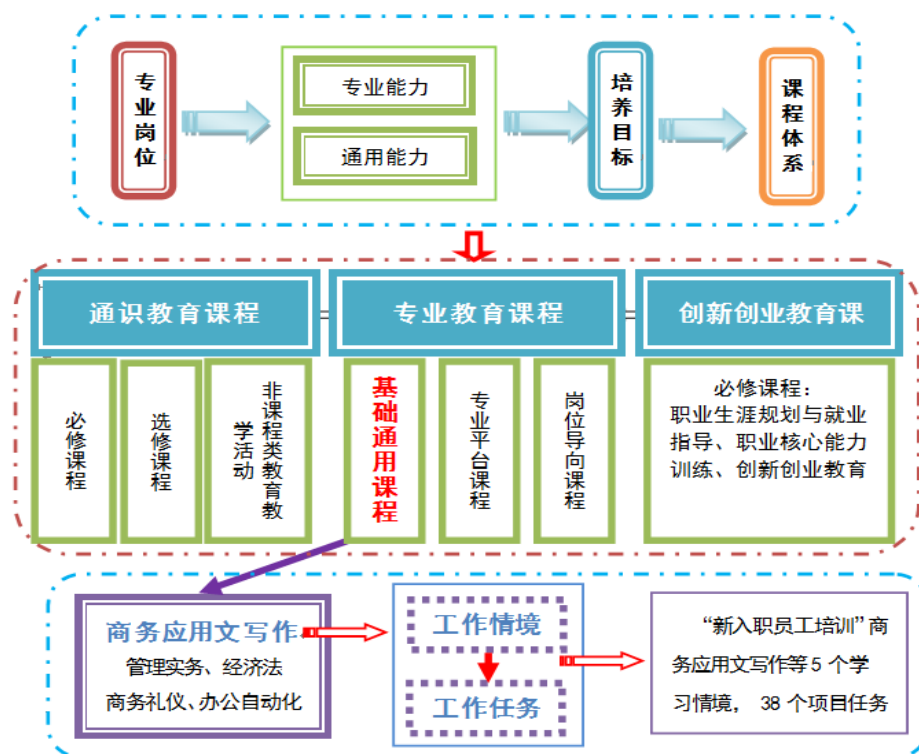 专业岗位
专业能力
通用能力
培养目标
课程体系
通识教育课程
专业教育课程
创新创业教育课
必修课程
选修课程
非课程类教育教
学活动
基础通用课程
专业平台课程
岗位导向课程
必修课程：
职业生涯规划与就业
指导、职业核心能力
训练、创新创业教育
商务应用文写作
管理实务、经济法
商务礼仪、办公自动化
工作情境
工作任务
“新入职员工培训”商
务应用文写作等 5 个学
习情境， 38 个项目任务